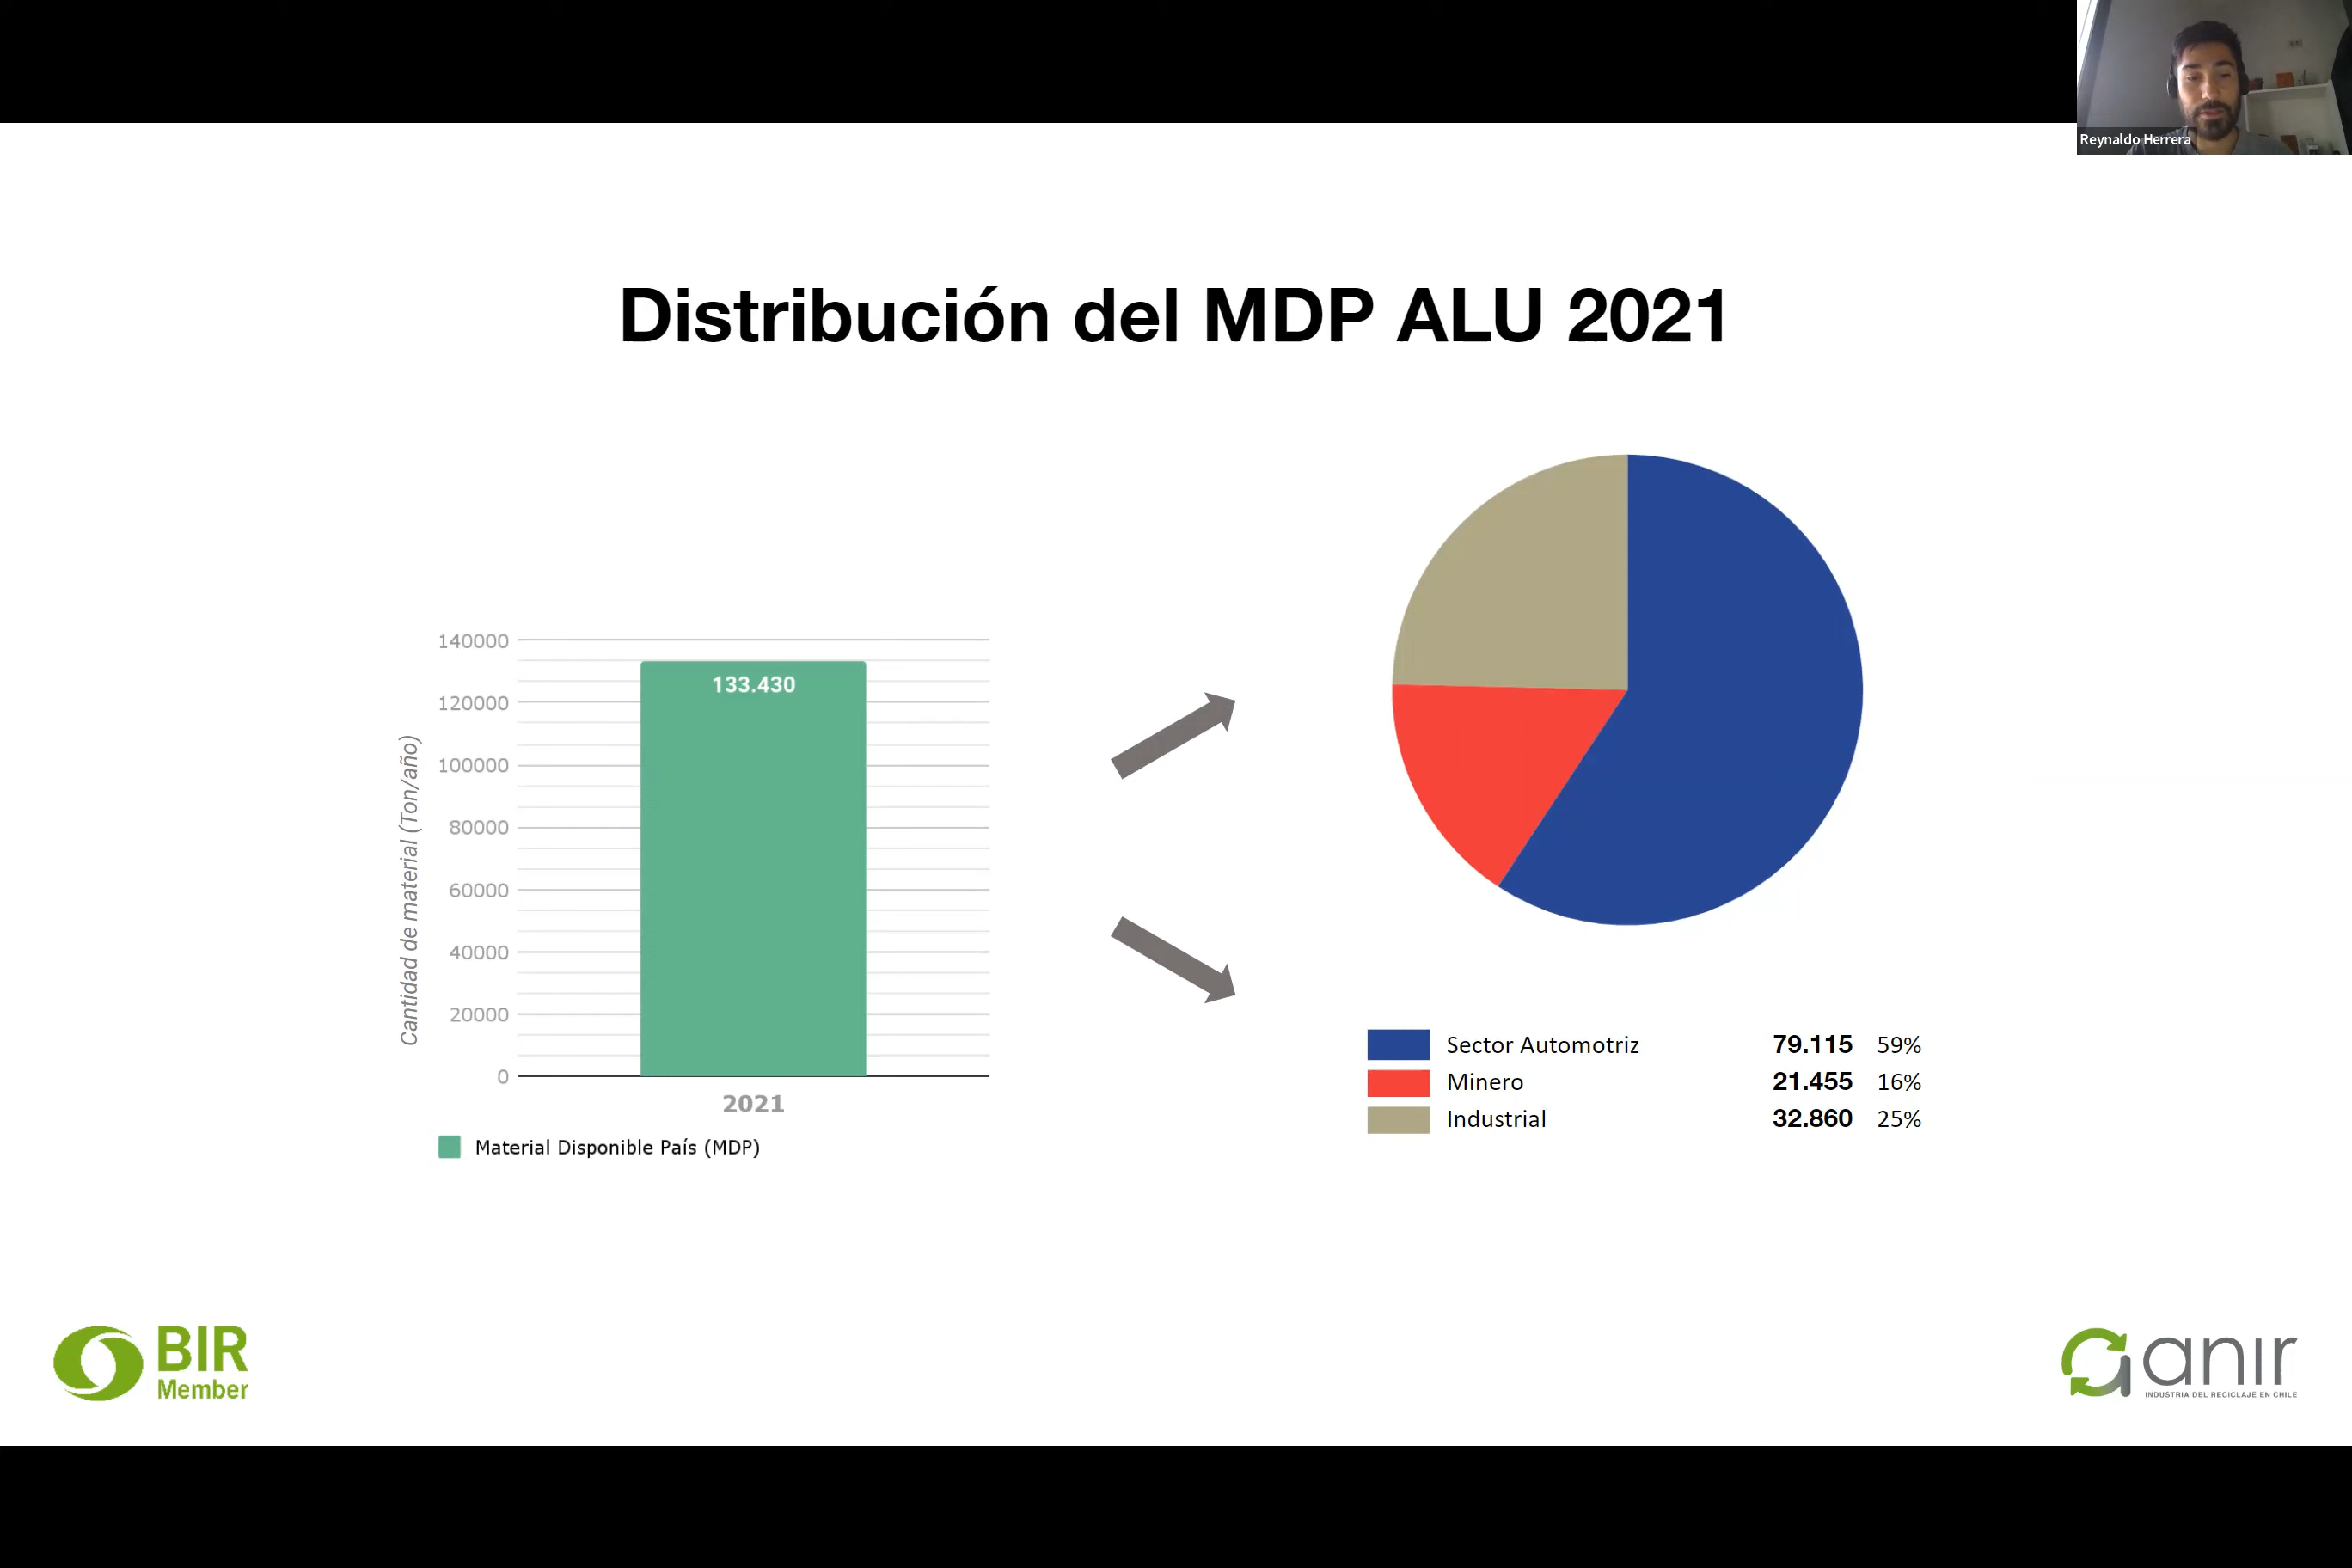 Reynaldo Herrera
Distribución del MDP ALU 2021
Cantidad de material (Ton/año)
140000
120000
100000
80000
60000
40000
20000
0
133.430
2021
Material Disponible País (MDP)
Sector Automotriz 79.115 59%
Minero 21.455 16%
Industrial 32.860 25%
BIR
Member
anır
INDUSTRIA DEL RECICLAJE EN CHILE